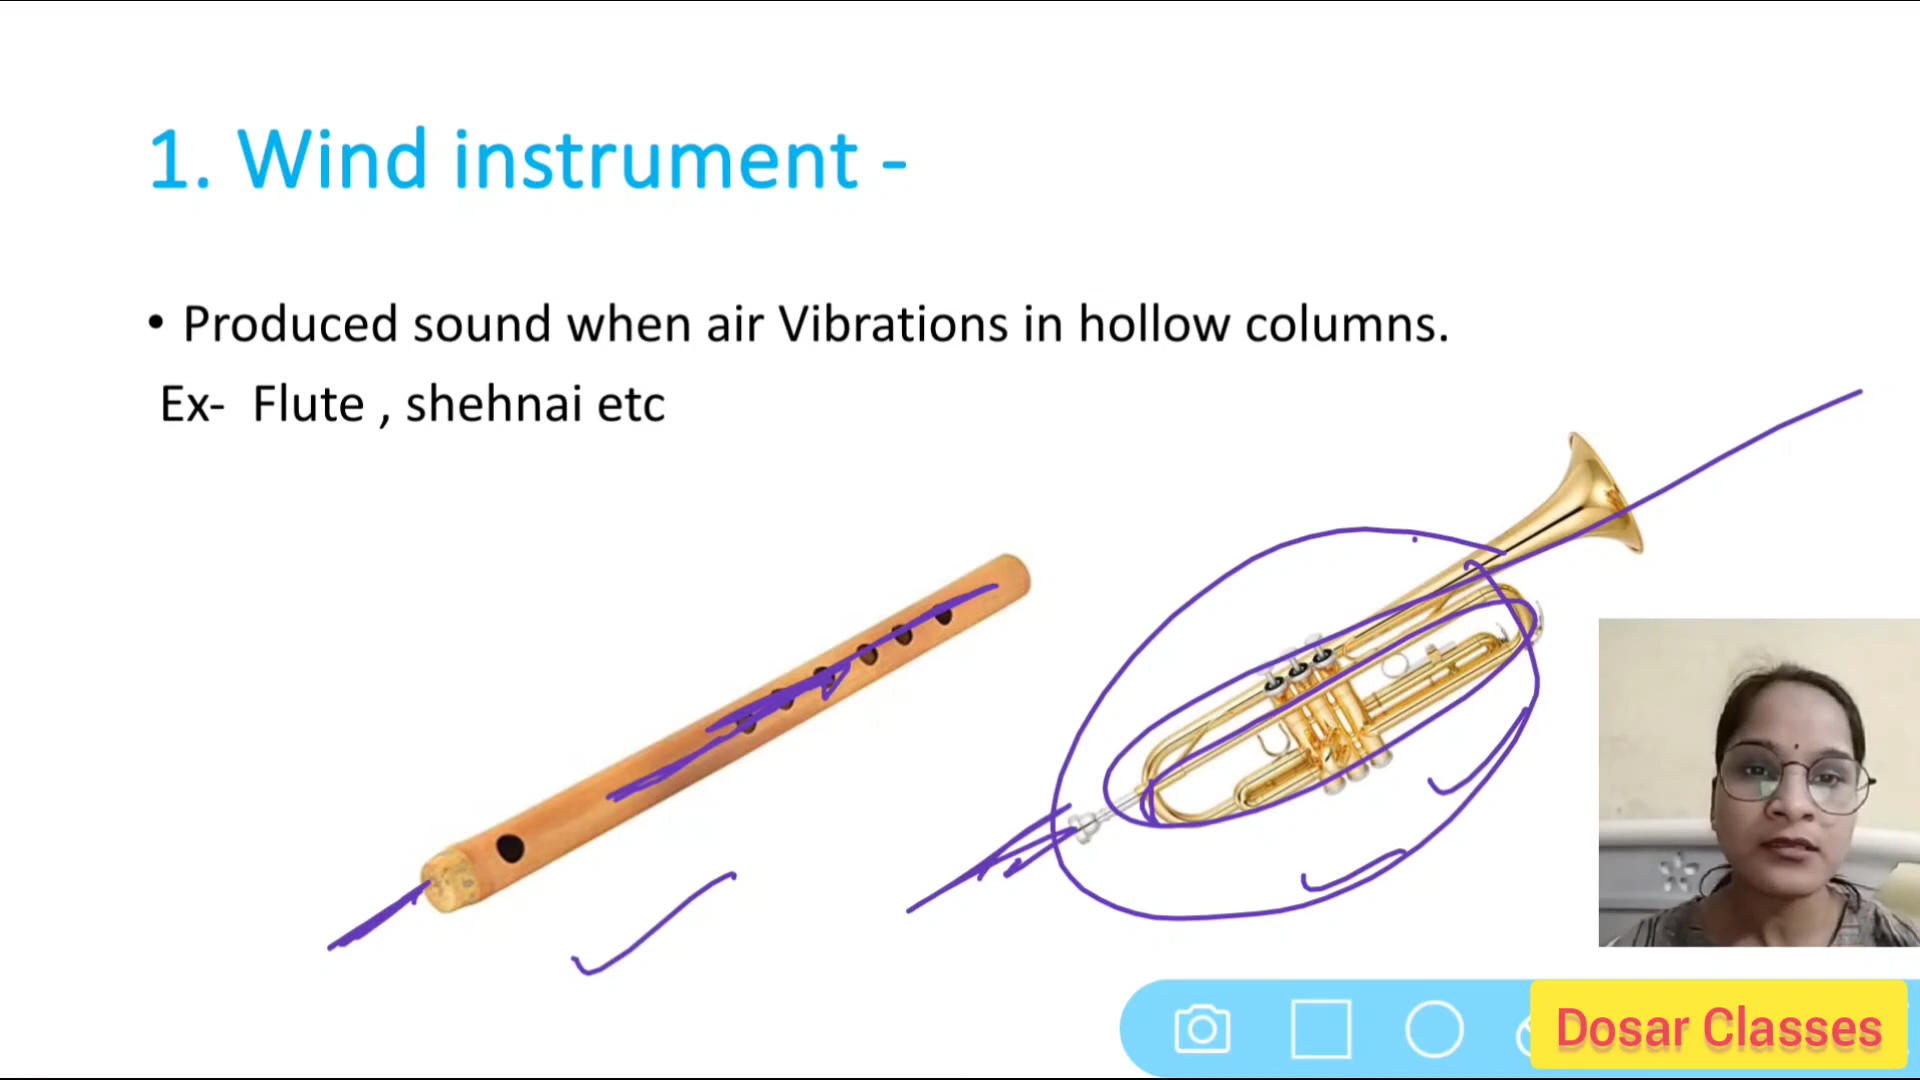 1. Wind instrument -
• Produced sound when air Vibrations in hollow columns.
Ex- Flute , shehnai etc
Dosar Classes